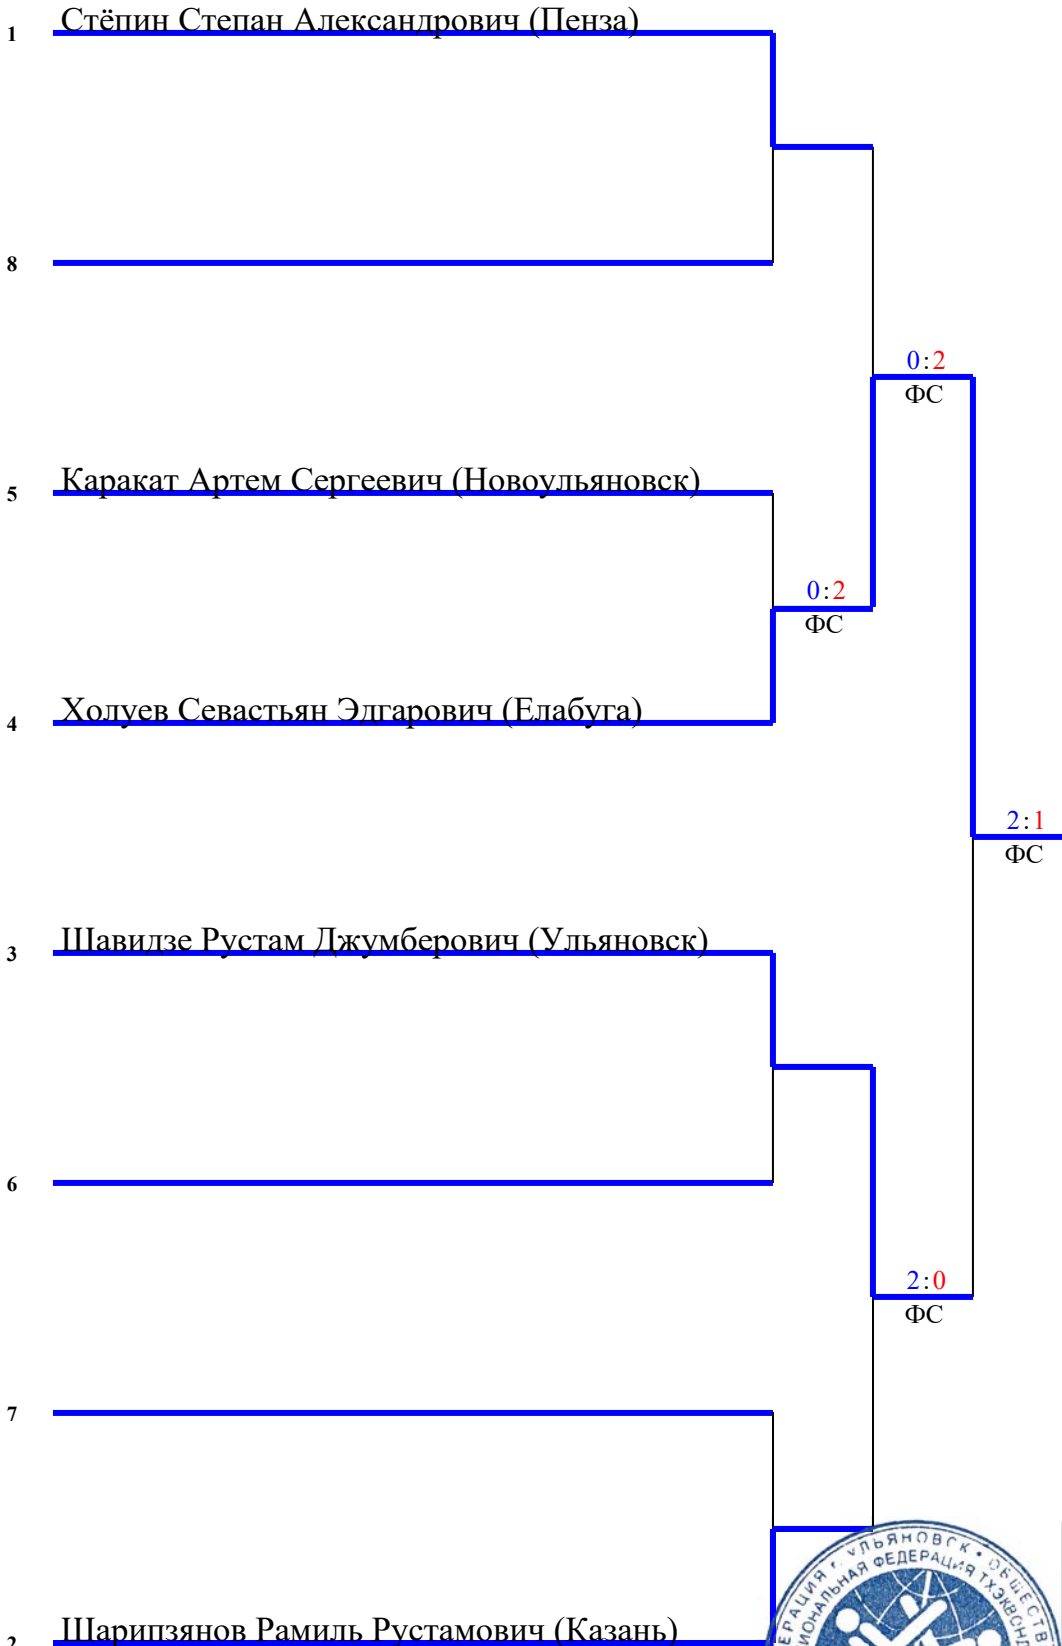 1 Стёпин Степан Александрович (Пенза)
8
0:2
ФС
5 Каракат Артем Сергеевич (Новоульяновск)
0:2
ФС
4 Холуев Севастьян Эдгарович (Елабуга)
2:1
ФС
3 Шавидзе Рустам Джумберович (Ульяновск)
6
2:0
ФС
7
УЛЬЯНОВСК • ОБЩЕСТВ
ФЕДЕРАЦИЯ ТХЭКВОНД
2 Шарипзянов Рамиль Рустамович (Казань)